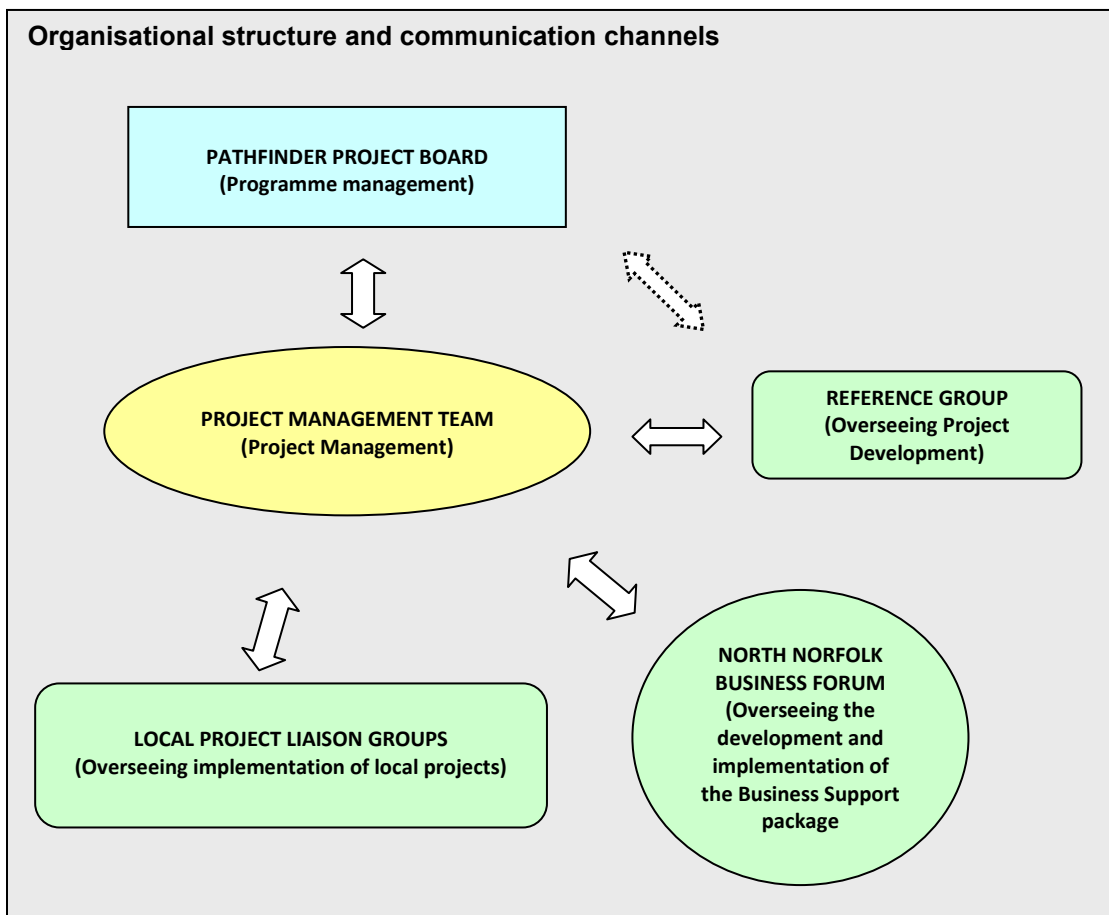 Organisational structure and communication channels
PATHFINDER PROJECT BOARD
(Programme management)
PROJECT MANAGEMENT TEAM
(Project Management)
REFERENCE GROUP
(Overseeing Project
Development)
LOCAL PROJECT LIAISON GROUPS
(Overseeing implementation of local projects)
NORTH NORFOLK
BUSINESS FORUM
(Overseeing the
development and
implementation of
the Business Support
package